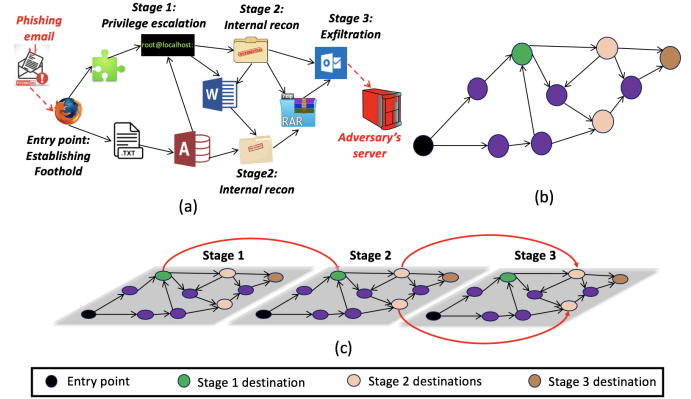 Phishing
email
Stage 1:
Privilege escalation
root@localhost:
Stage 2:
Internal recon
Stage 3:
Exfiltration
W
O
RAR
.TXT
A
Entry point:
Establishing
Foothold
Stage2:
Internal recon
Adversary's
server
(a)
(b)
Stage 1
Stage 2
Stage 3
(c)
Entry point
Stage 1 destination
Stage 2 destinations
Stage 3 destination